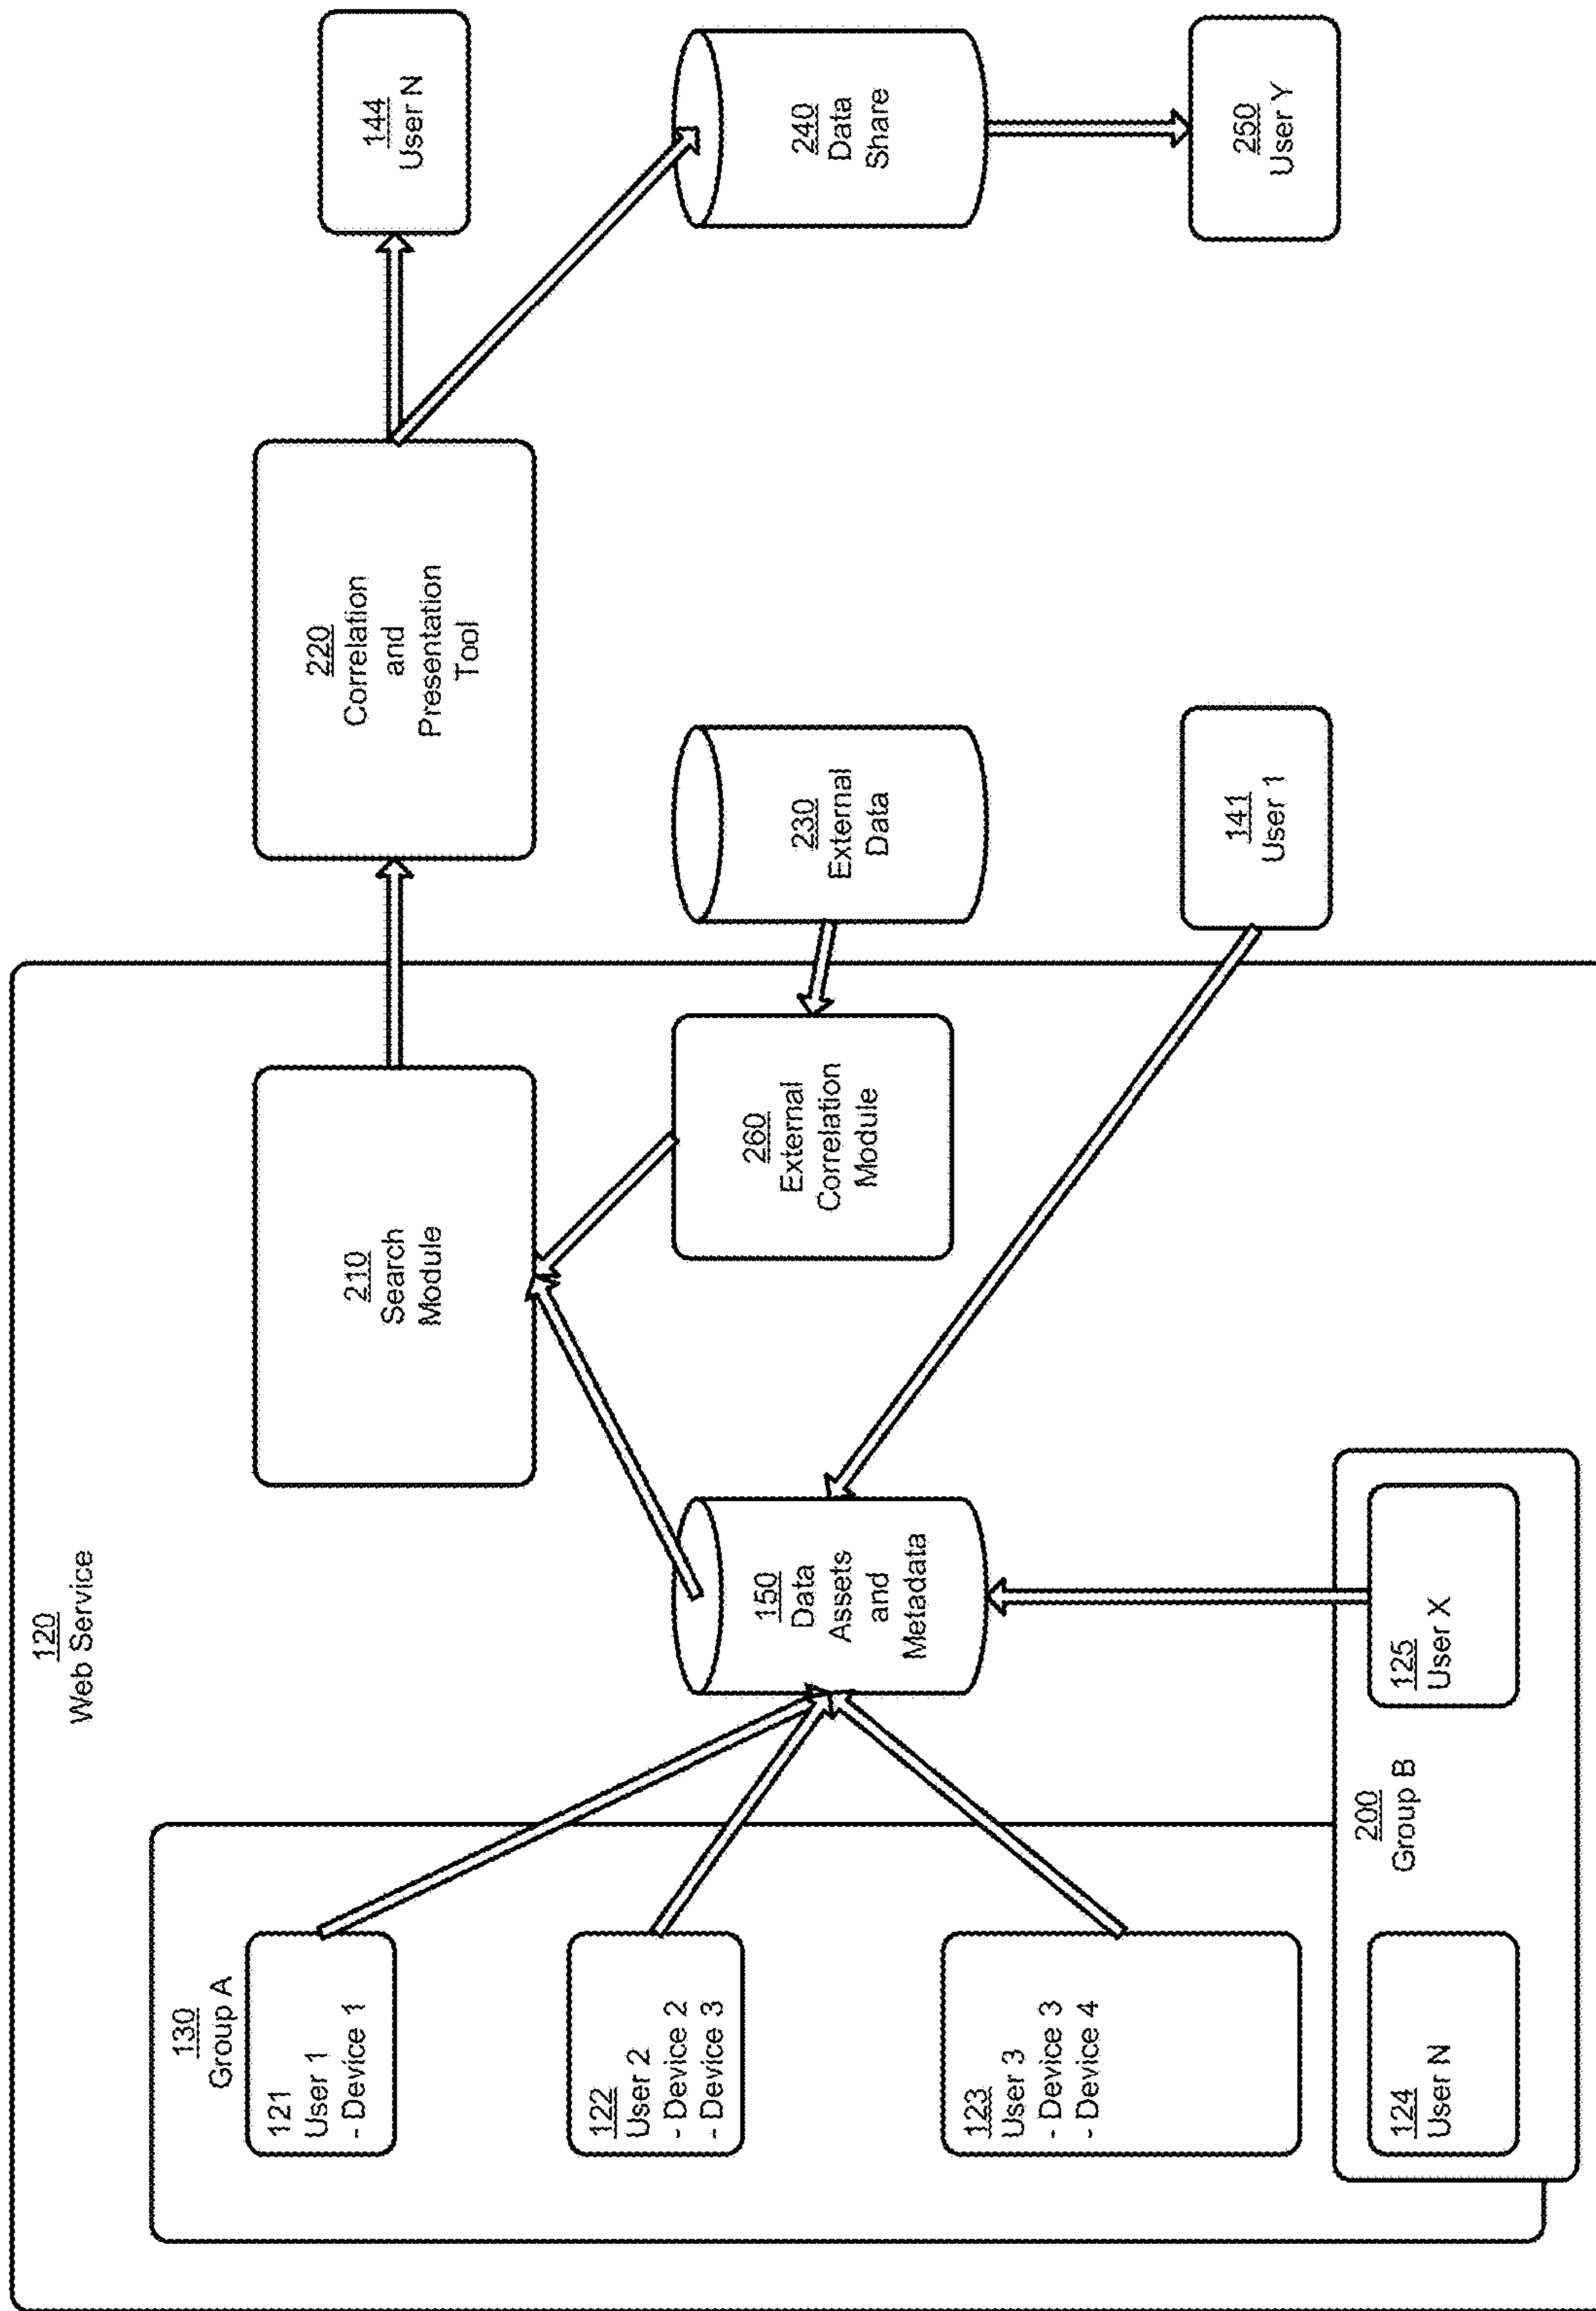 120
Web Service
130
Group A
121
User 1
- Device 1
122
User 2
- Device 2
- Device 3
123
User 3
- Device 3
- Device 4
124
User N
200
Group B
125
User X
150
Data
Assets
and
Metadata
210
Search
Module
260
External
Correlation
Module
220
Correlation
and
Presentation
Tool
230
External
Data
141
User 1
144
User N
240
Data
Share
250
User Y